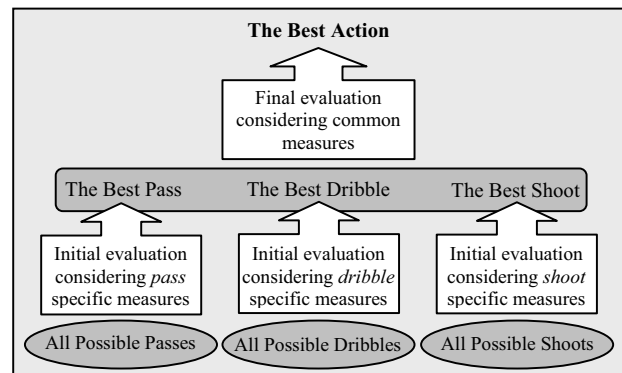 The Best Action
Final evaluation
considering common
measures
The Best Pass The Best Dribble The Best Shoot
Initial evaluation
considering pass
specific measures
Initial evaluation
considering dribble
specific measures
Initial evaluation
considering shoot
specific measures
All Possible Passes
All Possible Dribbles
All Possible Shoots